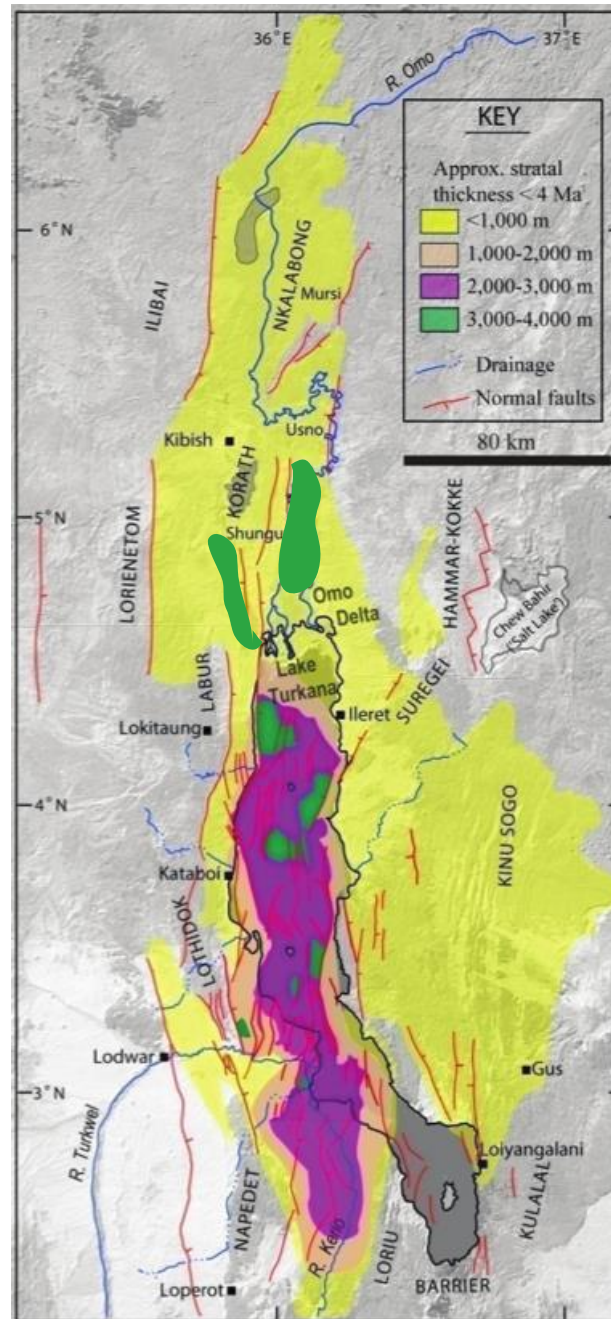 36°E
37°E
R. Omo
KEY
Approx. stratal
thickness < 4 Ma
<1,000 m
1,000-2,000 m
2,000-3,000 m
3,000-4,000 m
Drainage
Normal faults
80 km
6°N
ILIBAI
NKALABONG
Mursi
Usno
Kibish
KORATH
5°N
Shungu
LORIENETOM
HAMMAR-KOKKE
Chew Bahir
('Salt Lake')
Omo
Delta
LABUR
Lake
Turkana
SUREGEI
Lokitaung
Ileret
4°N
KINU SOGO
Kataboi
LOTHIDOK
Lodwar
3°N
Gus
R. Turkwel
Loiyangalani
NAPEDET
KULALAL
R. Kerio
LORIU
BARRIER
Loperot